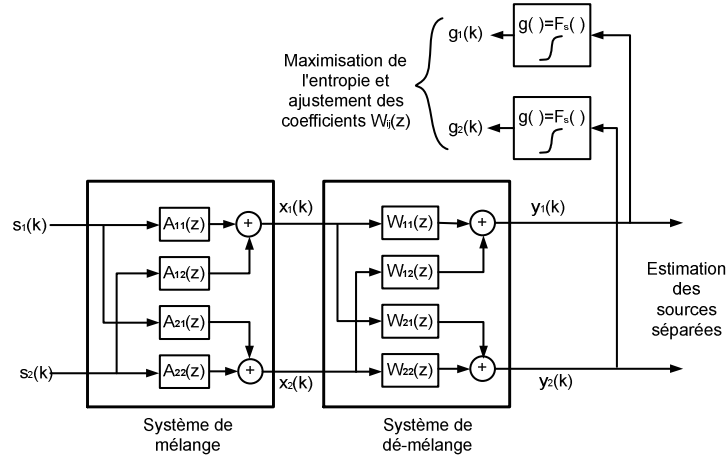 g₁(k)
g( )=Fₛ( )
Maximisation de
l'entropie et
ajustement des
coefficients Wᵢⱼ(z)
g₂(k)
g( )=Fₛ( )
s₁(k)
A₁₁(z)
+
x₁(k)
W₁₁(z)
+
y₁(k)
A₁₂(z)
W₁₂(z)
Estimation
des
sources
séparées
A₂₁(z)
W₂₁(z)
s₂(k)
A₂₂(z)
+
x₂(k)
W₂₂(z)
+
y₂(k)
Système de
mélange
Système de
dé-mélange